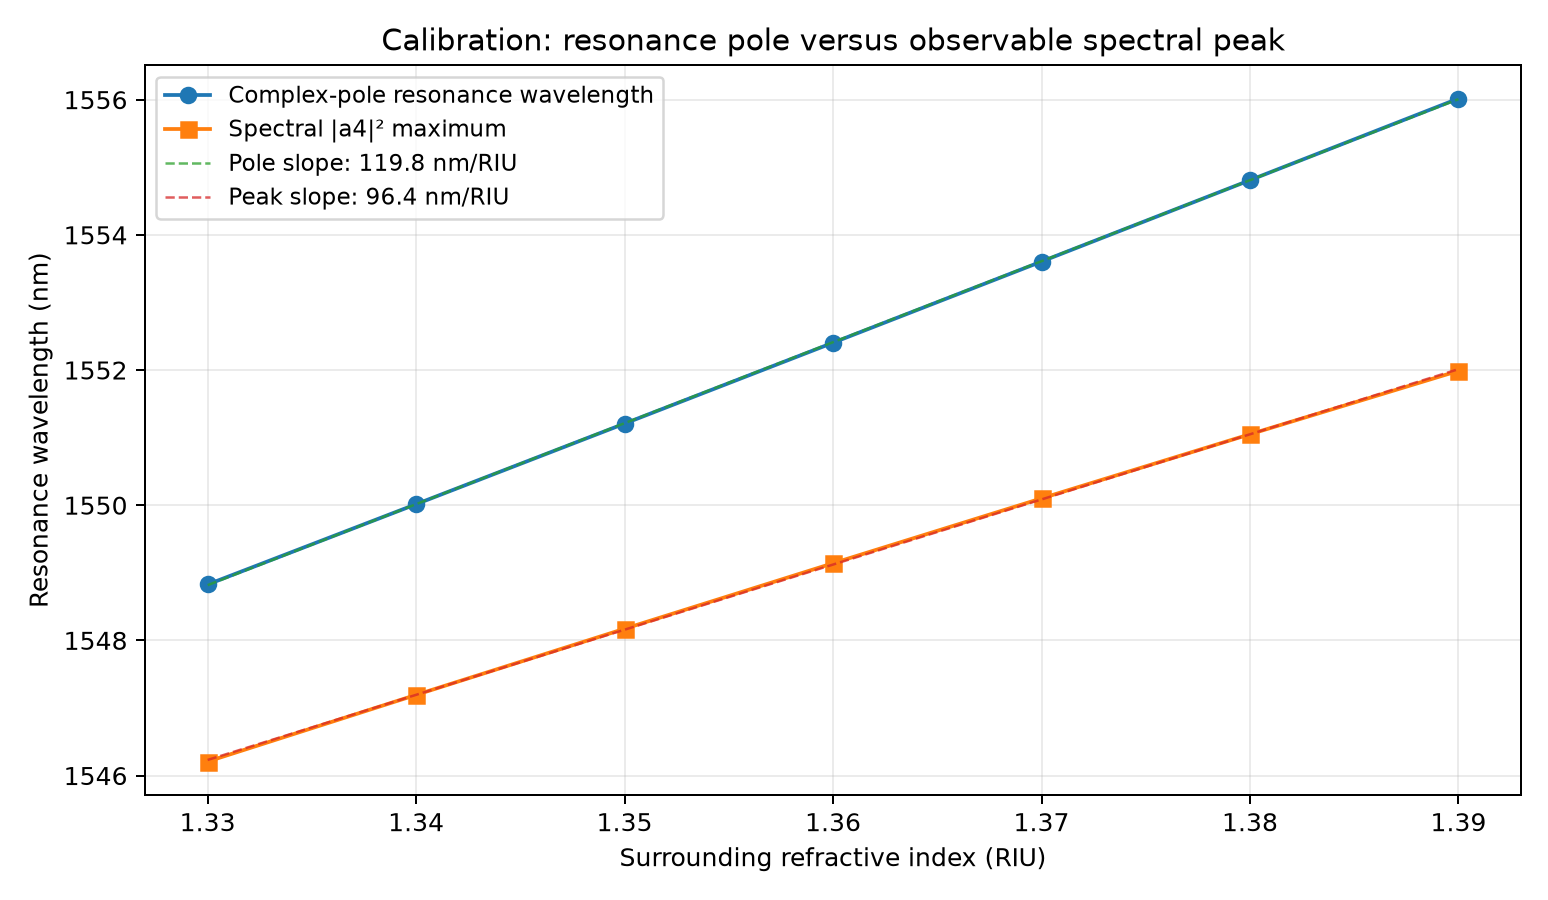 Calibration: resonance pole versus observable spectral peak
Complex-pole resonance wavelength
Spectral |a4|² maximum
Pole slope: 119.8 nm/RIU
Peak slope: 96.4 nm/RIU
Resonance wavelength (nm)
1556
1554
1552
1550
1548
1546
1.33 1.34 1.35 1.36 1.37 1.38 1.39
Surrounding refractive index (RIU)